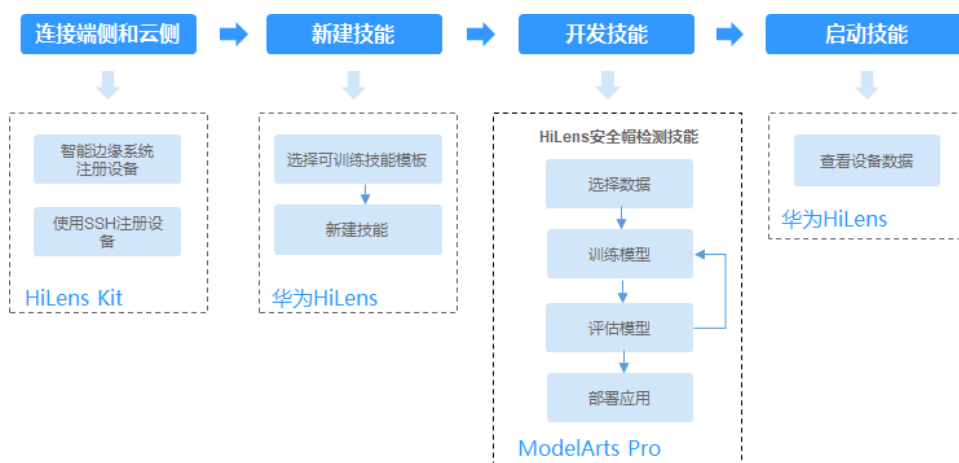 连接端侧和云侧
新建技能
开发技能
启动技能
智能边缘系统
注册设备
使用SSH注册设
备
HiLens Kit
选择可训练技能模板
新建技能
华为HiLens
HiLens安全帽检测技能
选择数据
训练模型
评估模型
部署应用
ModelArts Pro
查看设备数据
华为HiLens